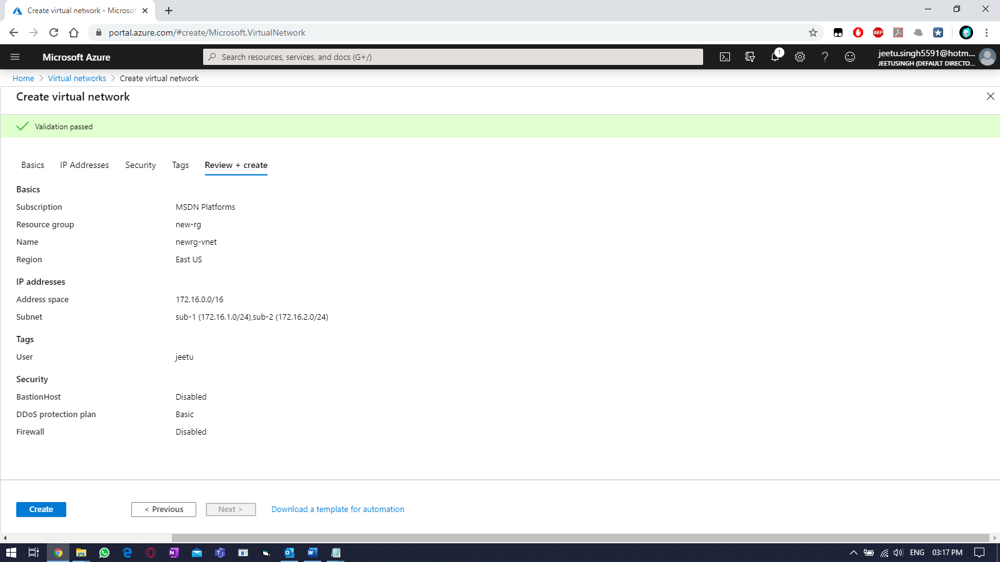 Create virtual network - Microsof
portal.azure.com/#create/Microsoft.VirtualNetwork
ABP
Microsoft Azure
Search resources, services, and docs (G+/)
1
jeetu.singh5591@hotm...
JEETUSINGH (DEFAULT DIRECTO...
Home > Virtual networks > Create virtual network
Create virtual network
Validation passed
Basics IP Addresses Security Tags Review + create
Basics
Subscription MSDN Platforms
Resource group new-rg
Name newrg-vnet
Region East US
IP addresses
Address space 172.16.0.0/16
Subnet sub-1 (172.16.1.0/24),sub-2 (172.16.2.0/24)
Tags
User jeetu
Security
BastionHost Disabled
DDoS protection plan Basic
Firewall Disabled
Create < Previous Next > Download a template for automation
ENG 03:17 PM